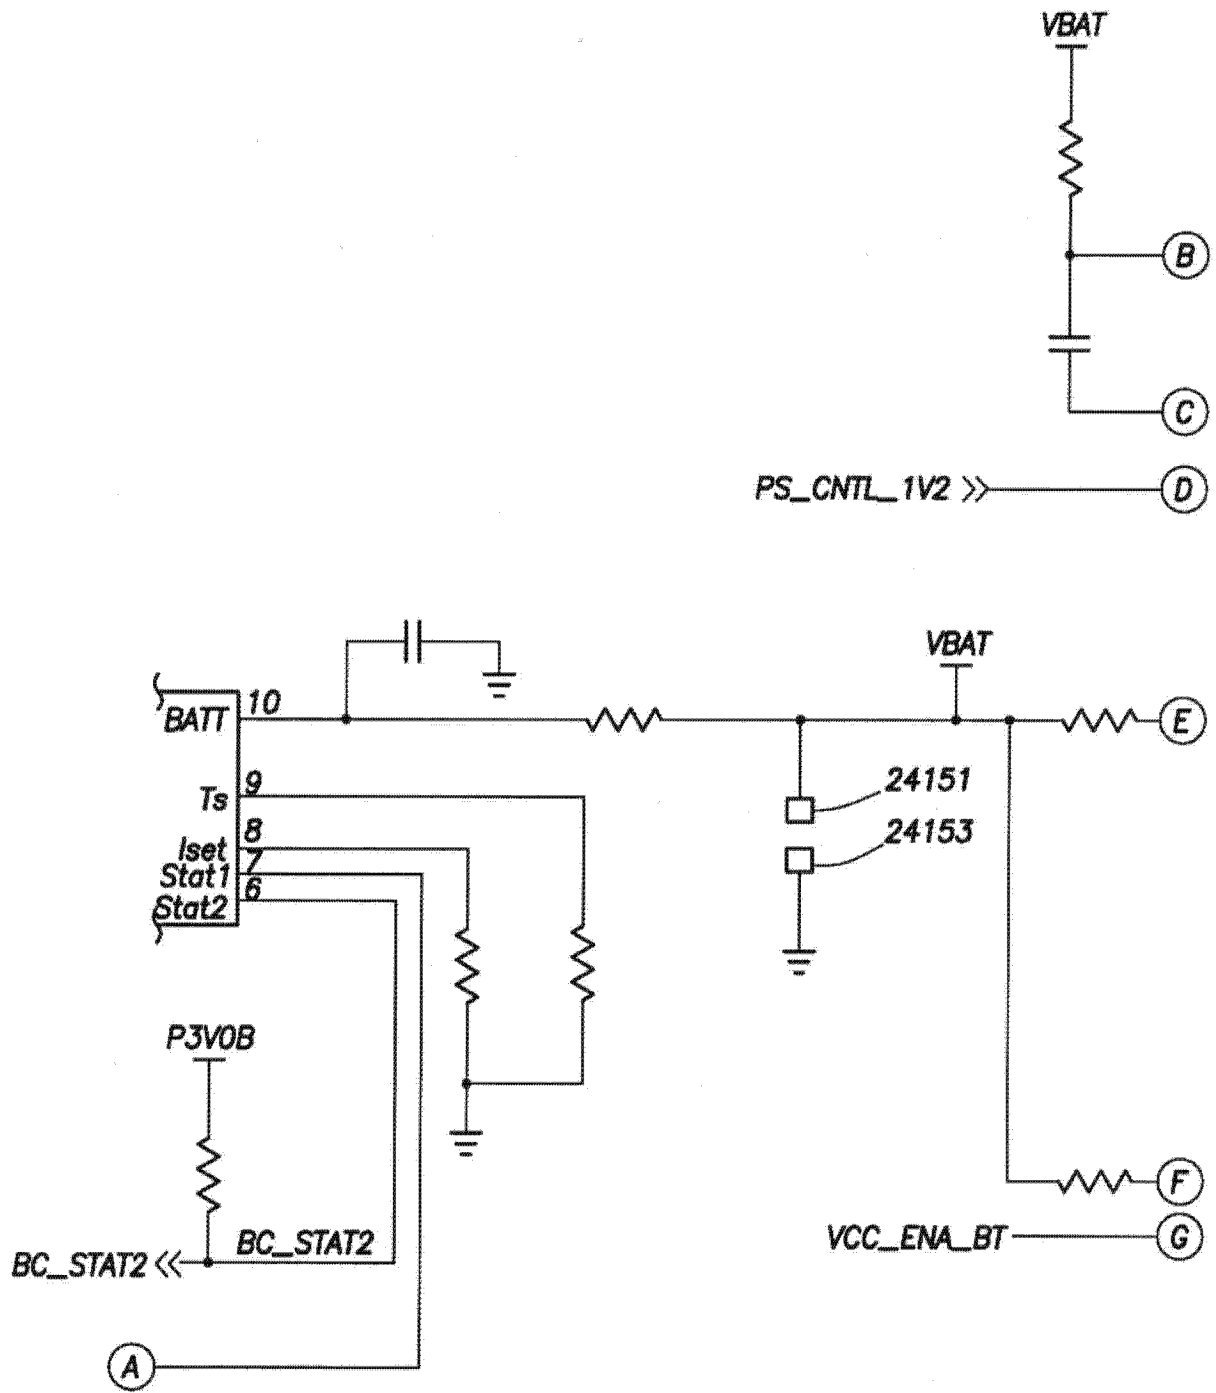 VBAT
B
C
PS_CNTL_1V2
D
VBAT
10
BATT
E
9
Ts
24151
8
24153
Iset
7
Stat1
6
Stat2
P3V0B
F
VCC_ENA_BT
G
BC_STAT2
BC_STAT2
A